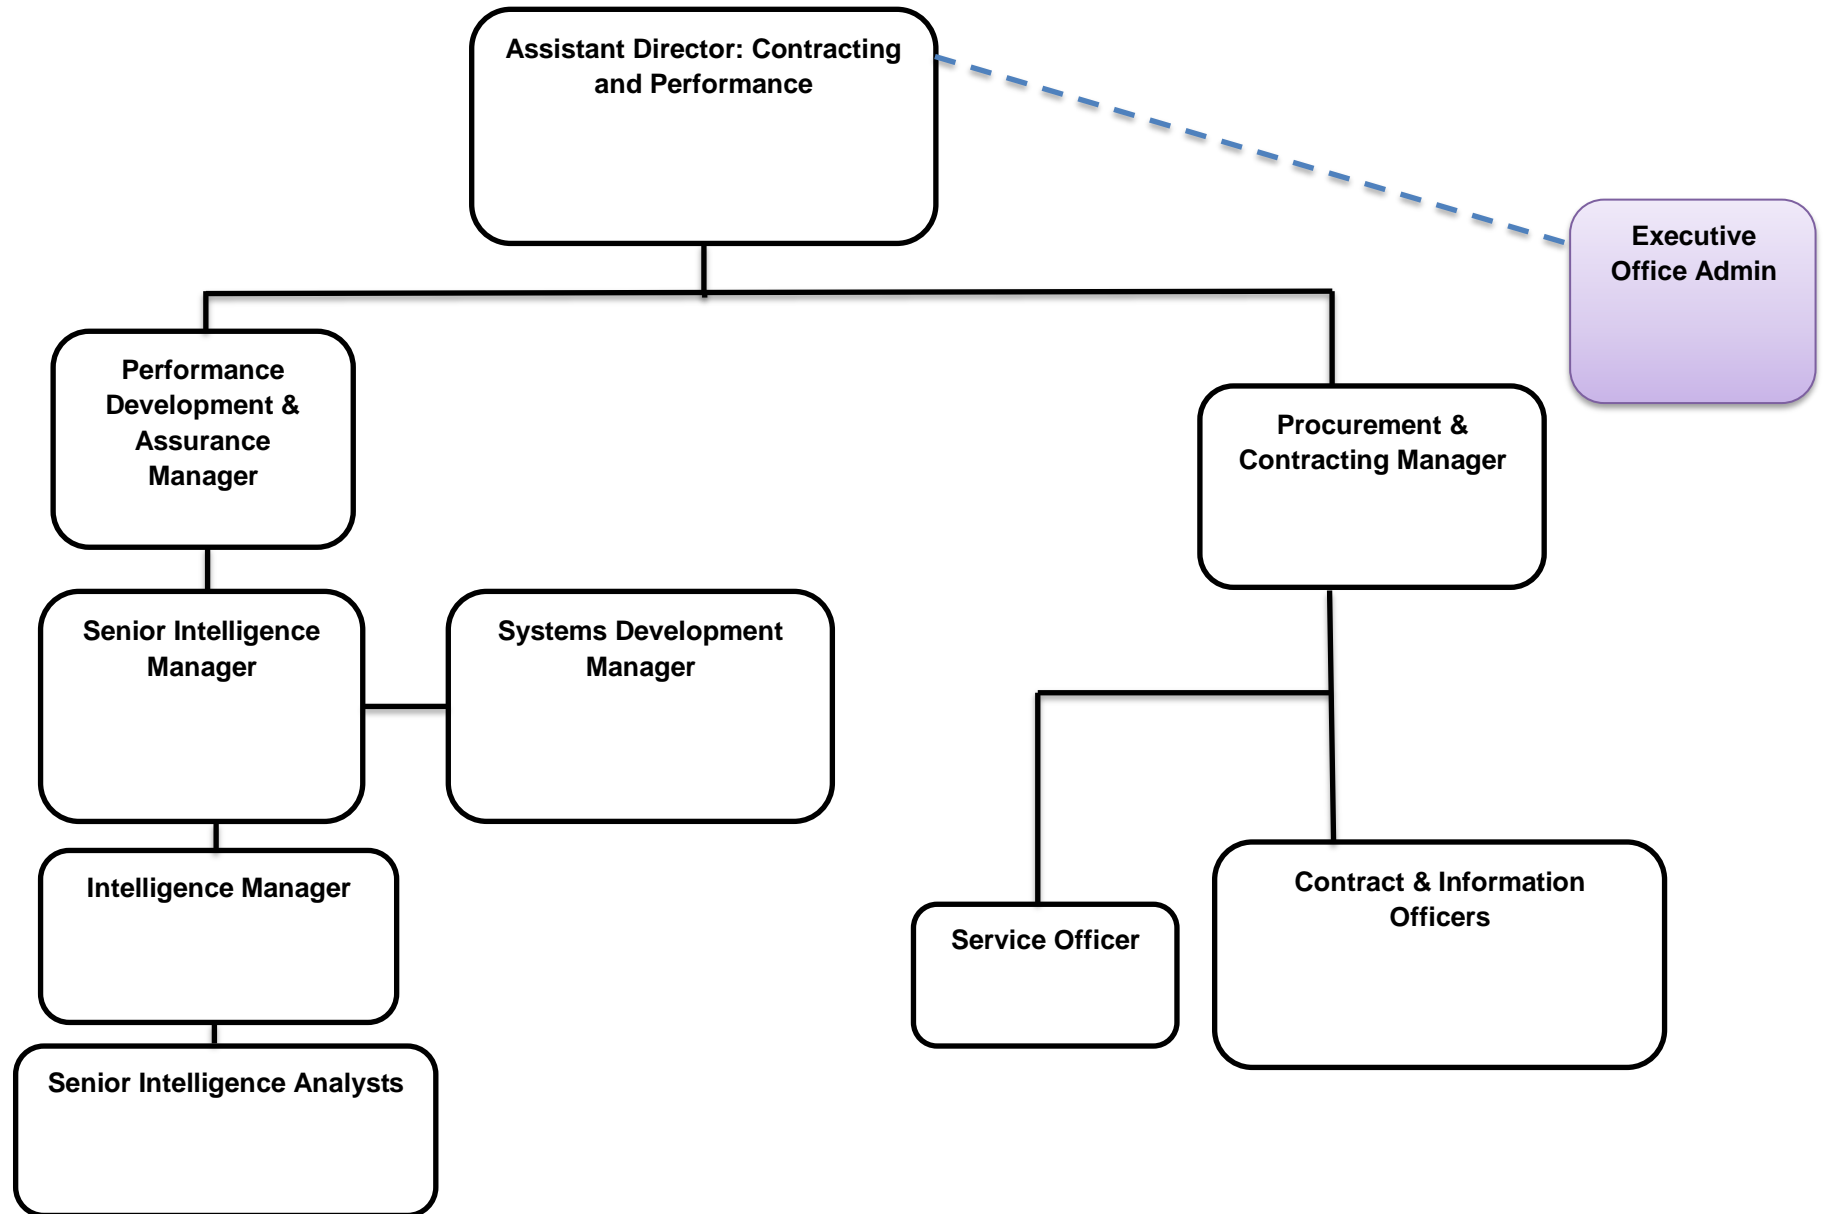 Assistant Director: Contracting
and Performance
Executive
Office Admin
Performance
Development &
Assurance
Manager
Procurement &
Contracting Manager
Senior Intelligence
Manager
Systems Development
Manager
Intelligence Manager
Service Officer
Contract & Information
Officers
Senior Intelligence Analysts